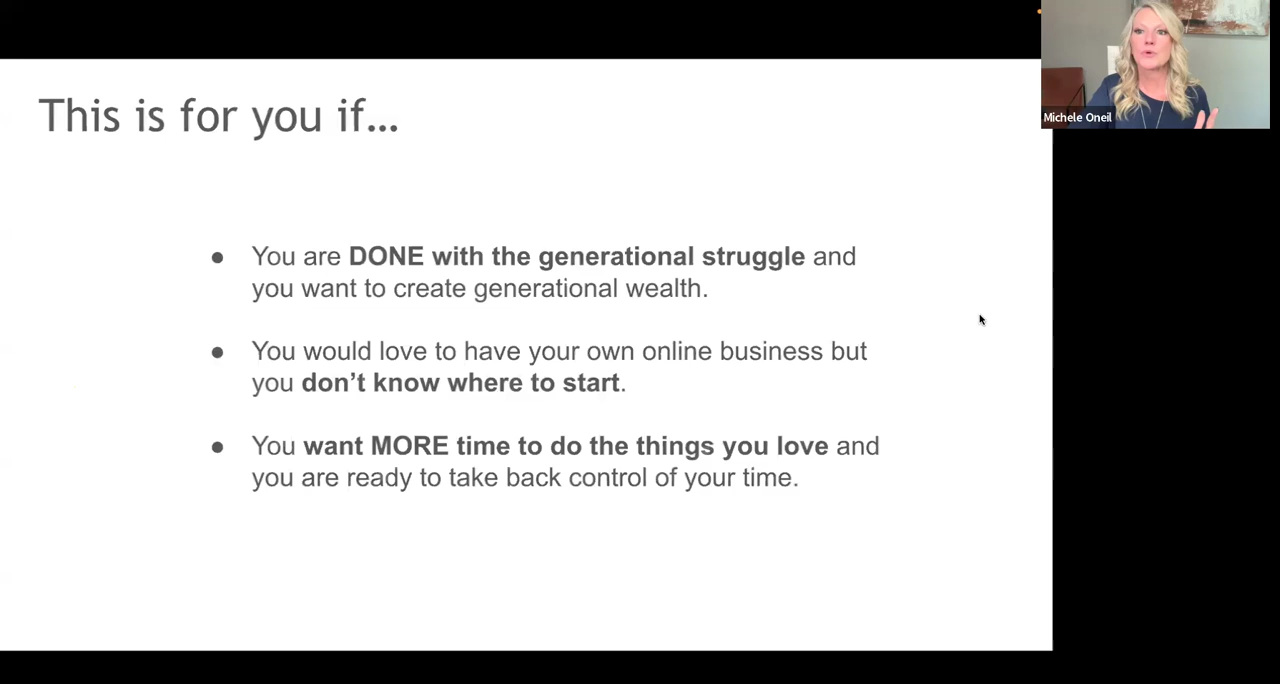 This is for you if...
Michele Oneil
● You are DONE with the generational struggle and
you want to create generational wealth.
● You would love to have your own online business but
you don’t know where to start.
● You want MORE time to do the things you love and
you are ready to take back control of your time.